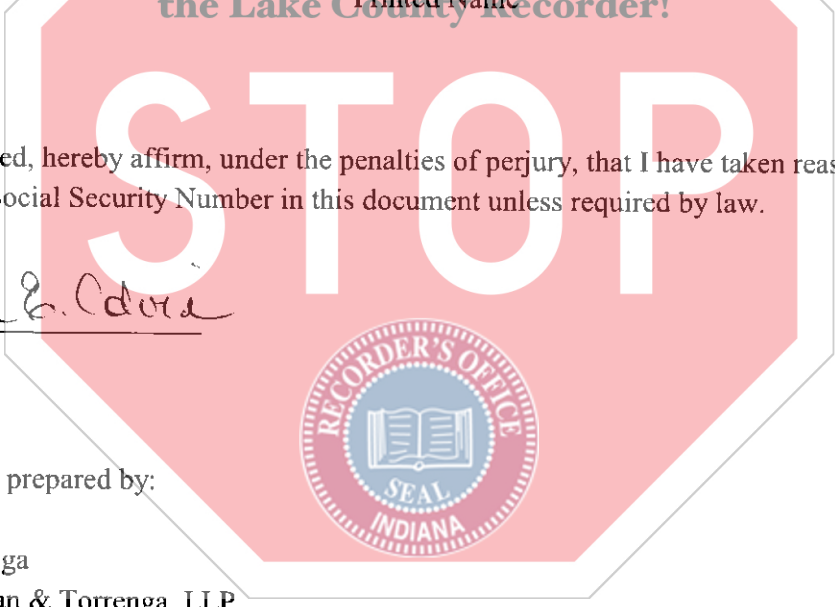 the Lake County Recorder!
Printed Name
STOP
ed, hereby affirm, under the penalties of perjury, that I have taken reas
ocial Security Number in this document unless required by law.
E.
RECORDER'S OFFICE
SEAL
INDIANA
prepared by:
ga
an & Torrenga, LLP